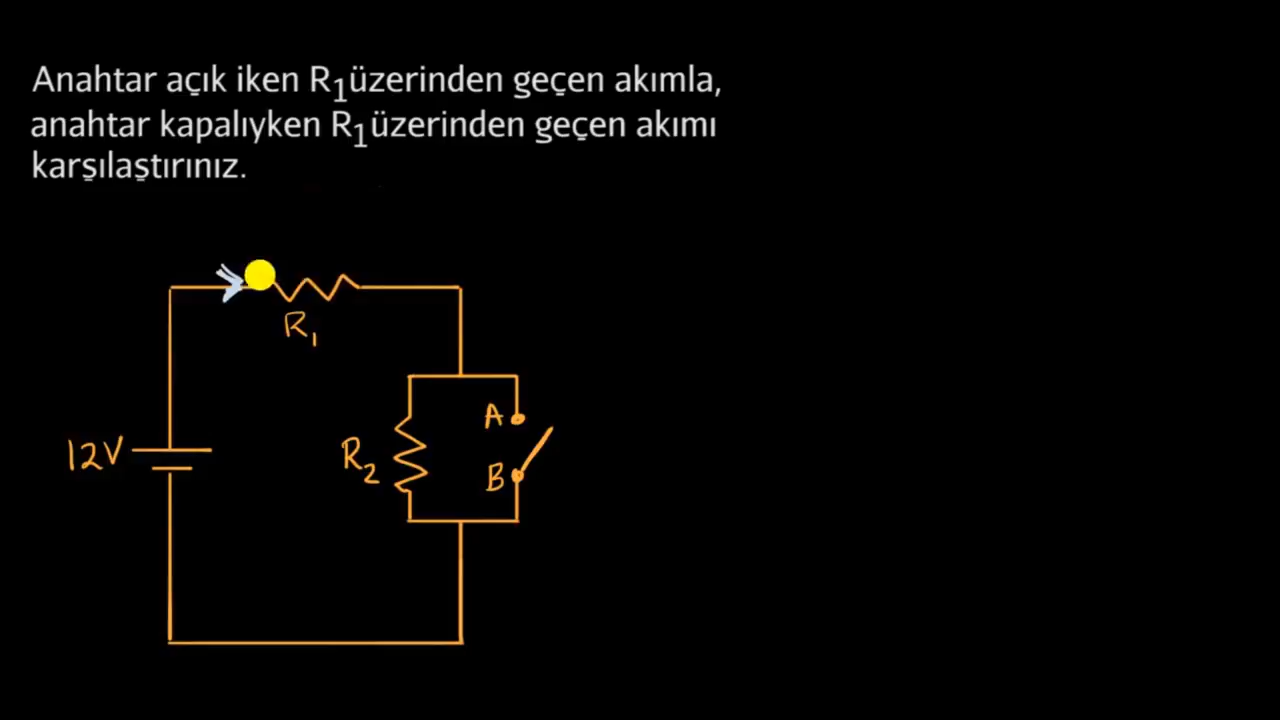 Anahtar açık iken R1 üzerinden geçen akımla,
anahtar kapalıyken R1 üzerinden geçen akımı
karşılaştırınız.
R1
A
12V
R2
B